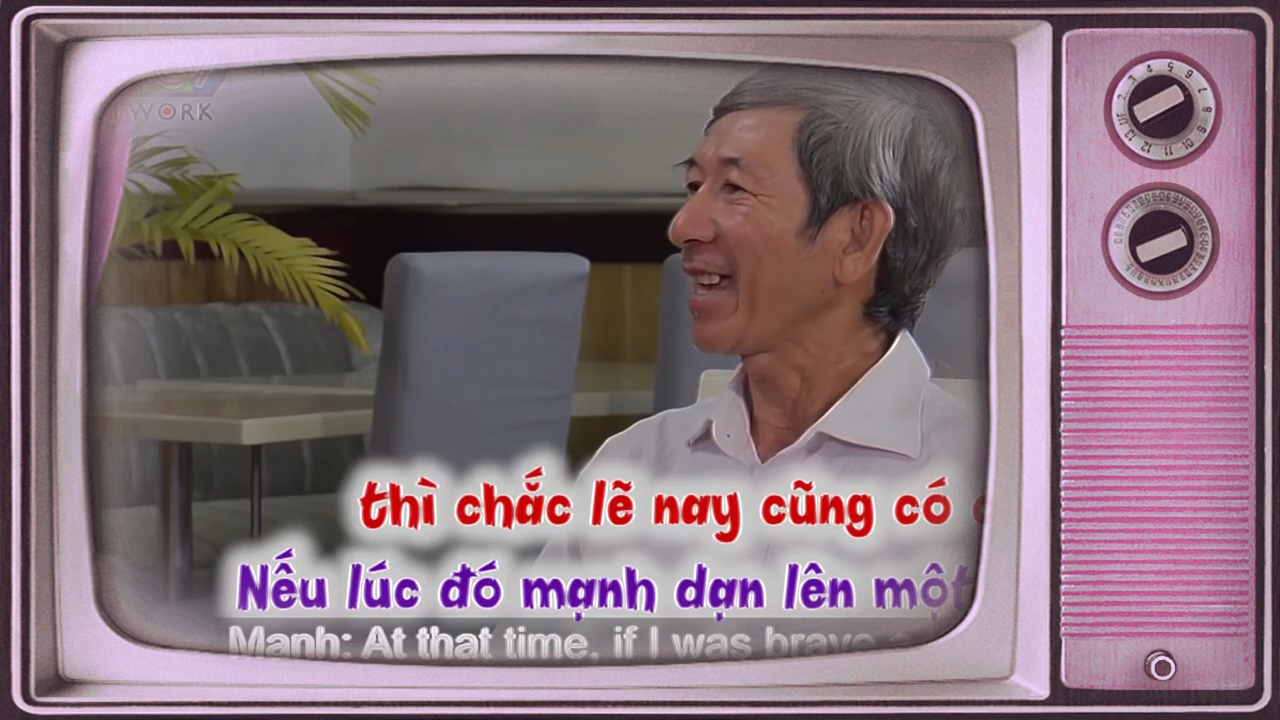 WORK
thì chắc lẽ nay cũng có
Nếu lúc đó mạnh dạn lên một
Manh: At that time, if I was brave